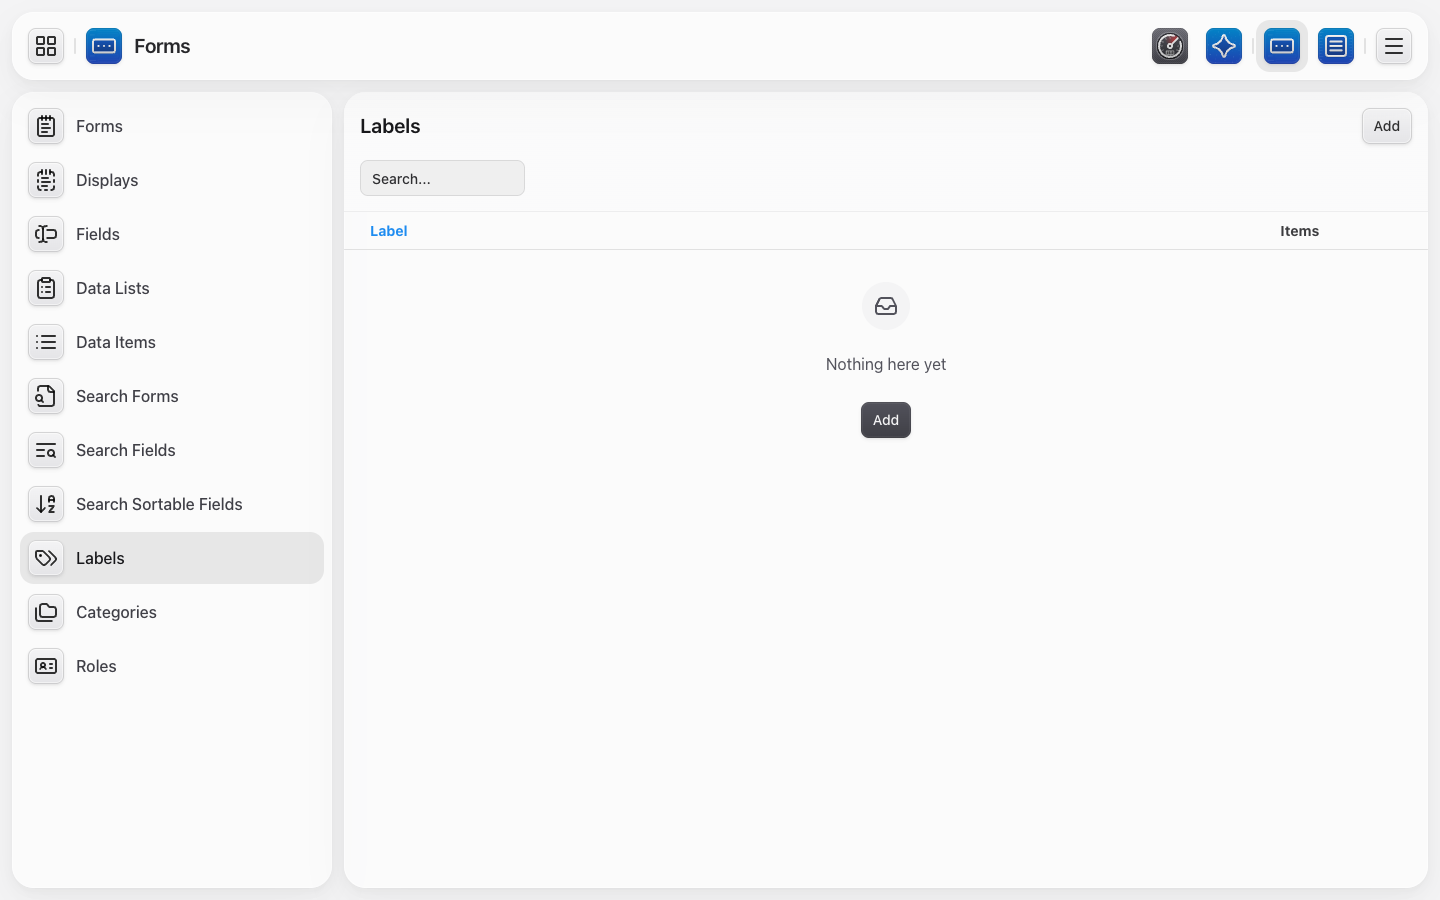 Forms
Forms
Displays
Fields
Data Lists
Data Items
Search Forms
Search Fields
Search Sortable Fields
Labels
Categories
Roles
Labels
Add
Search...
Label
Items
Nothing here yet
Add